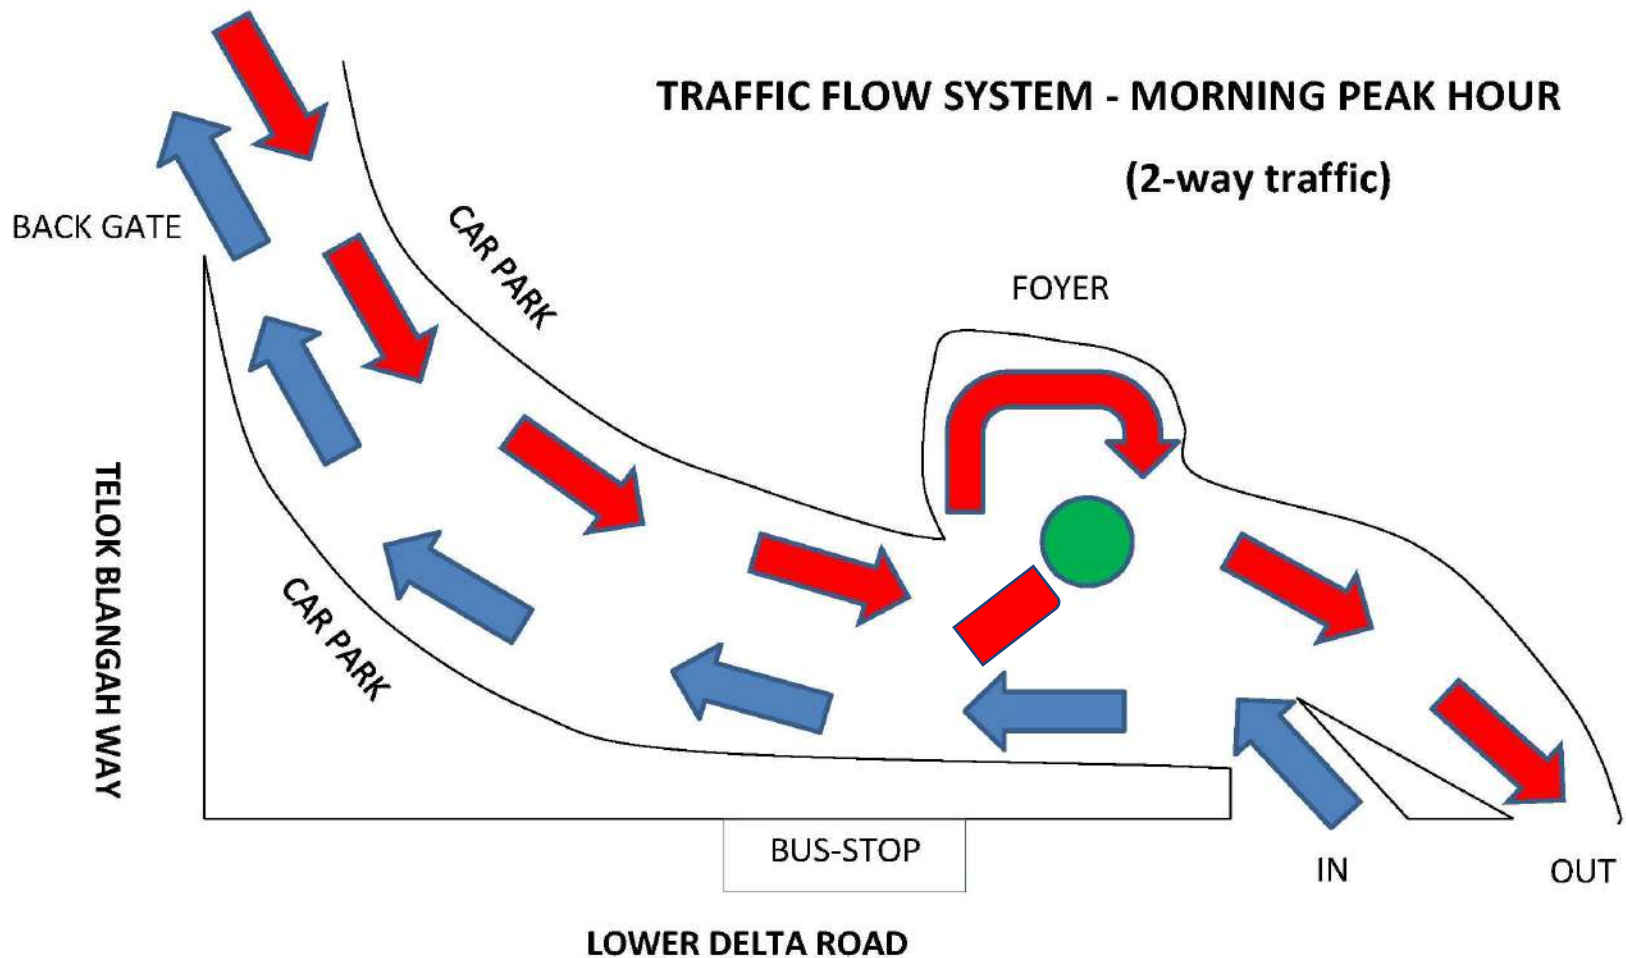 TRAFFIC FLOW SYSTEM - MORNING PEAK HOUR
(2-way traffic)
BACK GATE
CAR PARK
FOYER
TELOK BLANGAH WAY
CAR PARK
BUS-STOP
IN
OUT
LOWER DELTA ROAD